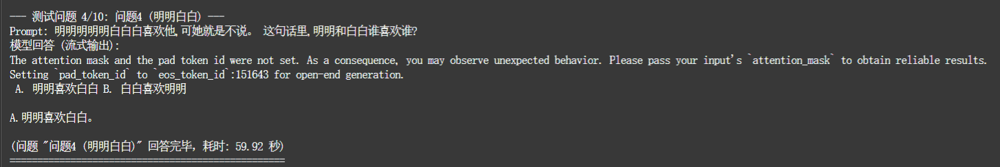 --- 测试问题 4/10: 问题4 (明明白白) ---
Prompt: 明明明明明白白白喜欢他,可她就是不说。 这句话里,明明和白白谁喜欢谁?
模型回答 (流式输出):
The attention mask and the pad token id were not set. As a consequence, you may observe unexpected behavior. Please pass your input's `attention_mask` to obtain reliable results.
Setting `pad_token_id` to `eos_token_id`:151643 for open-end generation.
A. 明明喜欢白白 B. 白白喜欢明明
A.明明喜欢白白。
(问题 "问题4 (明明白白)" 回答完毕, 耗时: 59.92 秒)
==================================================